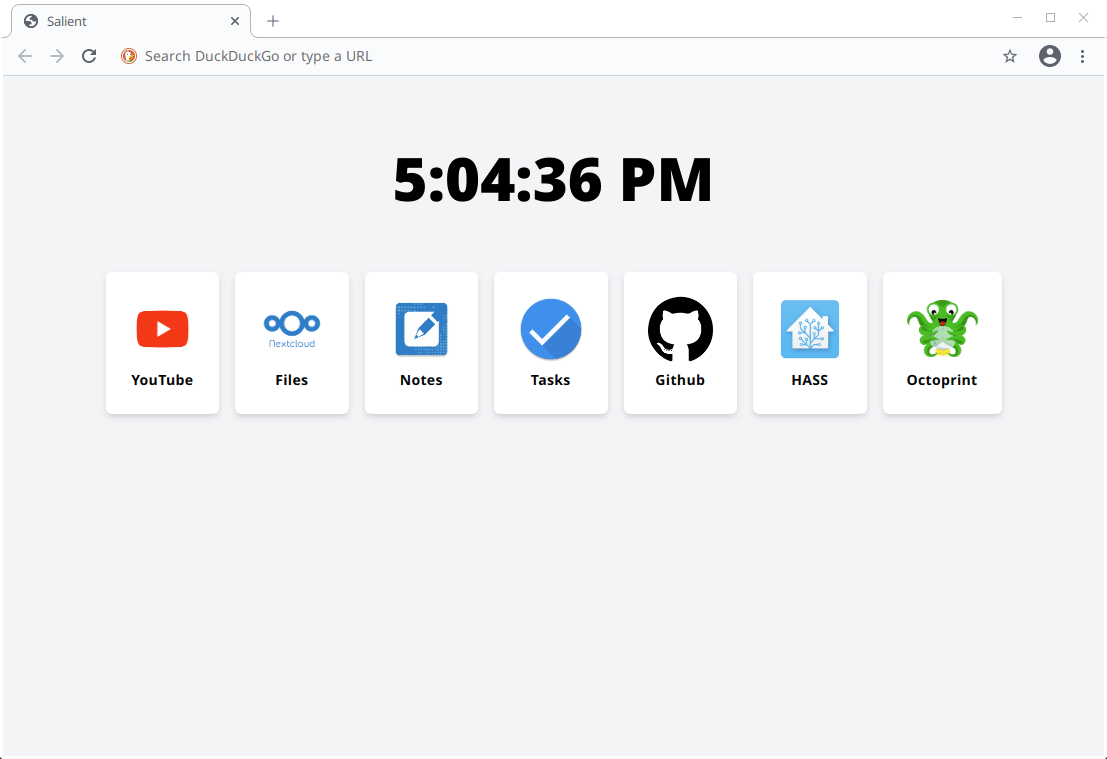 Salient
Search DuckDuckGo or type a URL
5:04:36 PM
Nextcloud
YouTube Files Notes Tasks Github HASS Octoprint